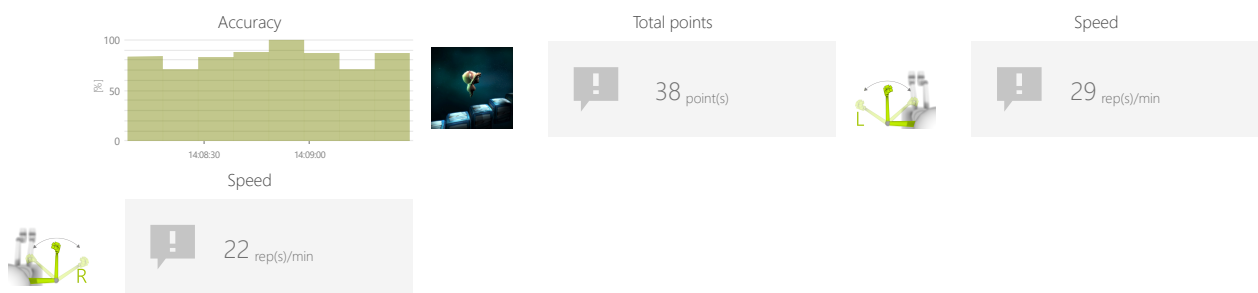 Accuracy
Total points
Speed
100
[%]
50
0
14:08:30
14:09:00
38 point(s)
L
29 rep(s)/min
Speed
R
22 rep(s)/min